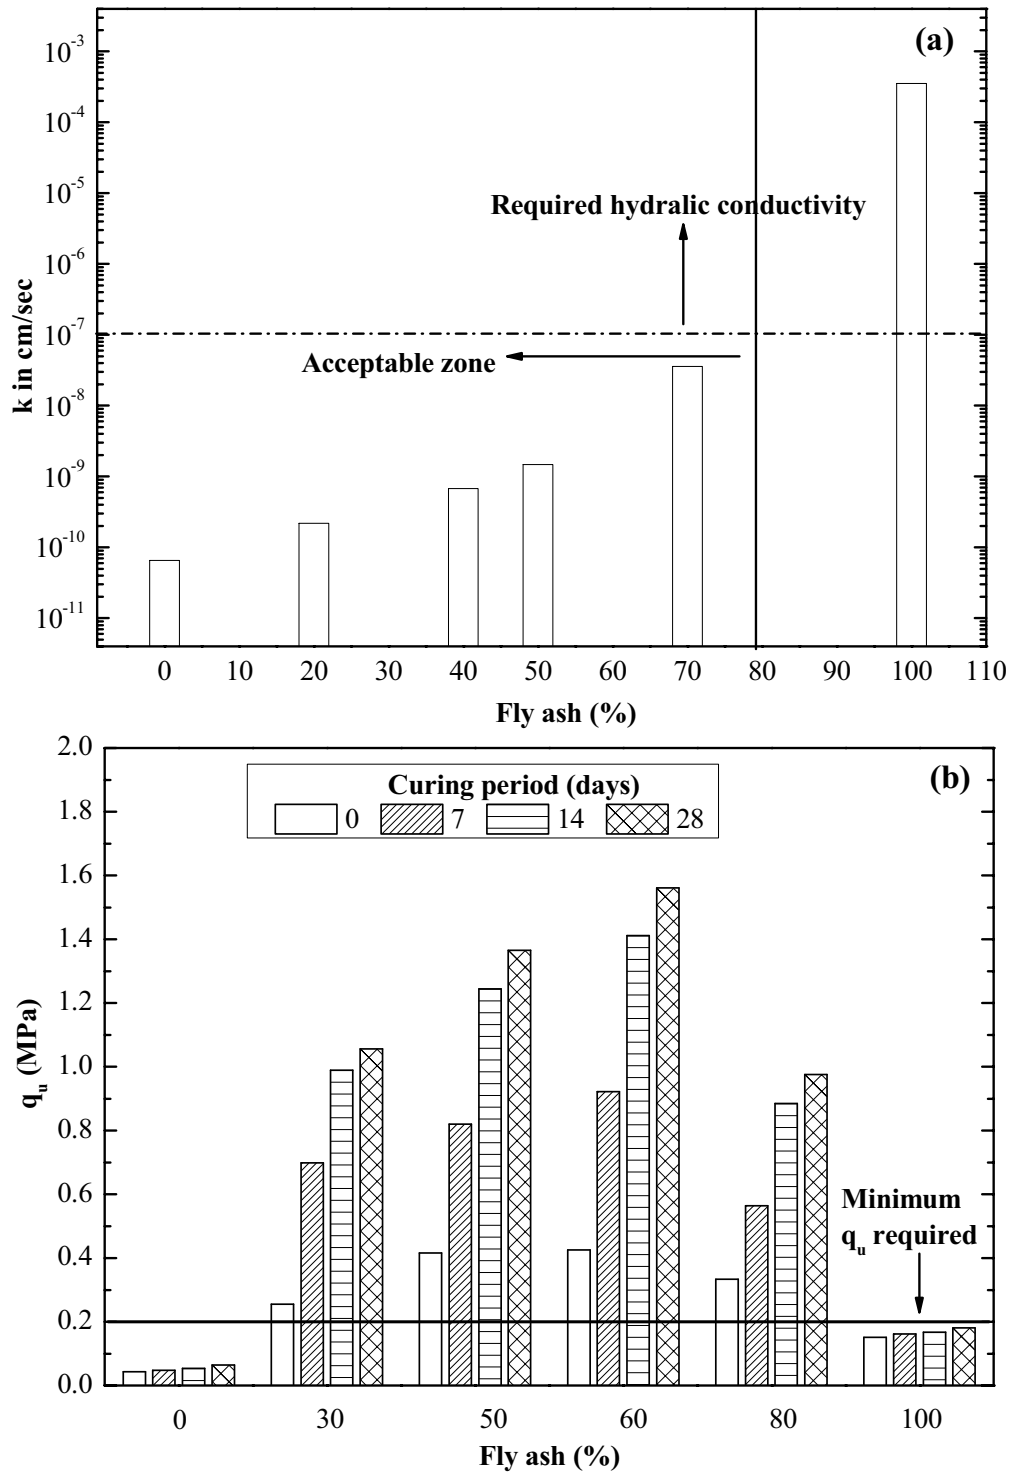 (a)
10⁻³
10⁻⁴
10⁻⁵
10⁻⁶
10⁻⁷
10⁻⁸
10⁻⁹
10⁻¹⁰
10⁻¹¹
k in cm/sec
Required hydralic conductivity
Acceptable zone
0 10 20 30 40 50 60 70 80 90 100 110
Fly ash (%)
(b)
2.0
1.8
1.6
1.4
1.2
1.0
0.8
0.6
0.4
0.2
0.0
qᵤ (MPa)
Curing period (days)
0 7 14 28
Minimum
qᵤ required
0 30 50 60 80 100
Fly ash (%)